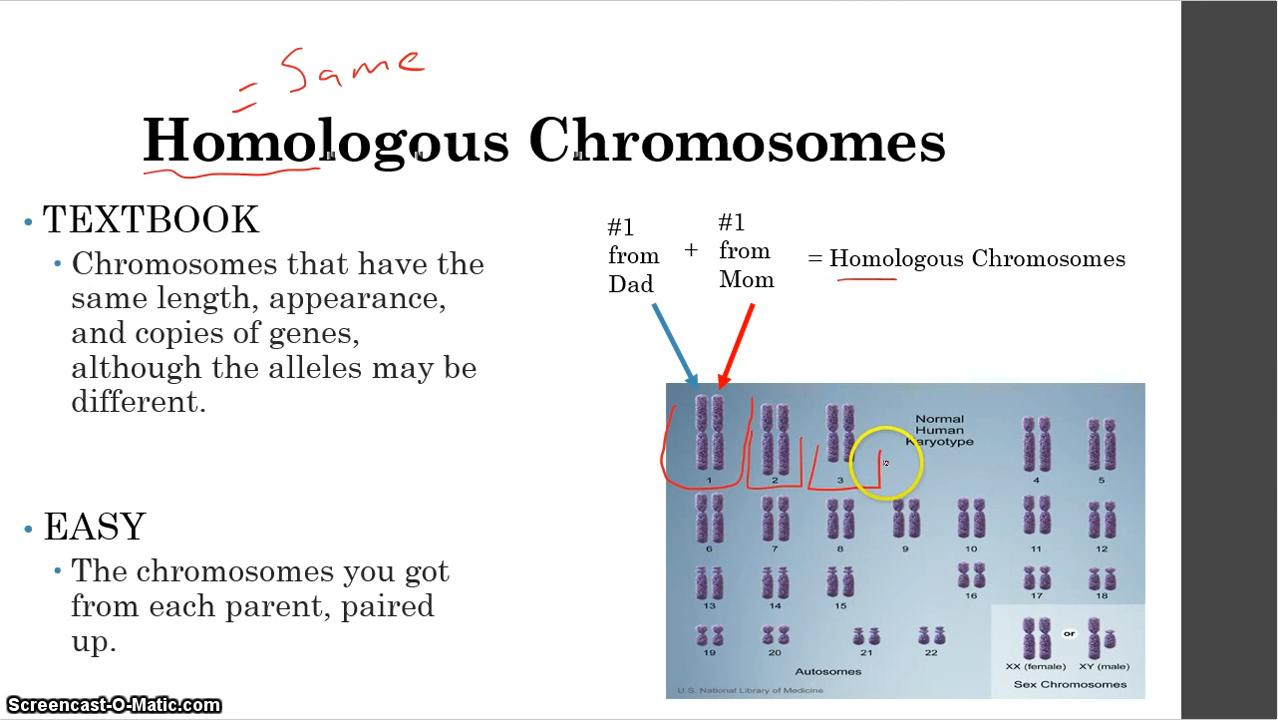 = Same
Homologous Chromosomes
• TEXTBOOK
• Chromosomes that have the
same length, appearance,
and copies of genes,
although the alleles may be
different.
• EASY
• The chromosomes you got
from each parent, paired
up.
#1
from
Dad
+
#1
from
Mom
= Homologous Chromosomes
Normal
Human
Karyotype
1 2 3 4 5
6 7 8 9 10 11 12
13 14 15 16 17 18
19 20 21 22
or
XX (female) XY (male)
Autosomes
Sex Chromosomes
U.S. National Library of Medicine
Screencast-O-Matic.com